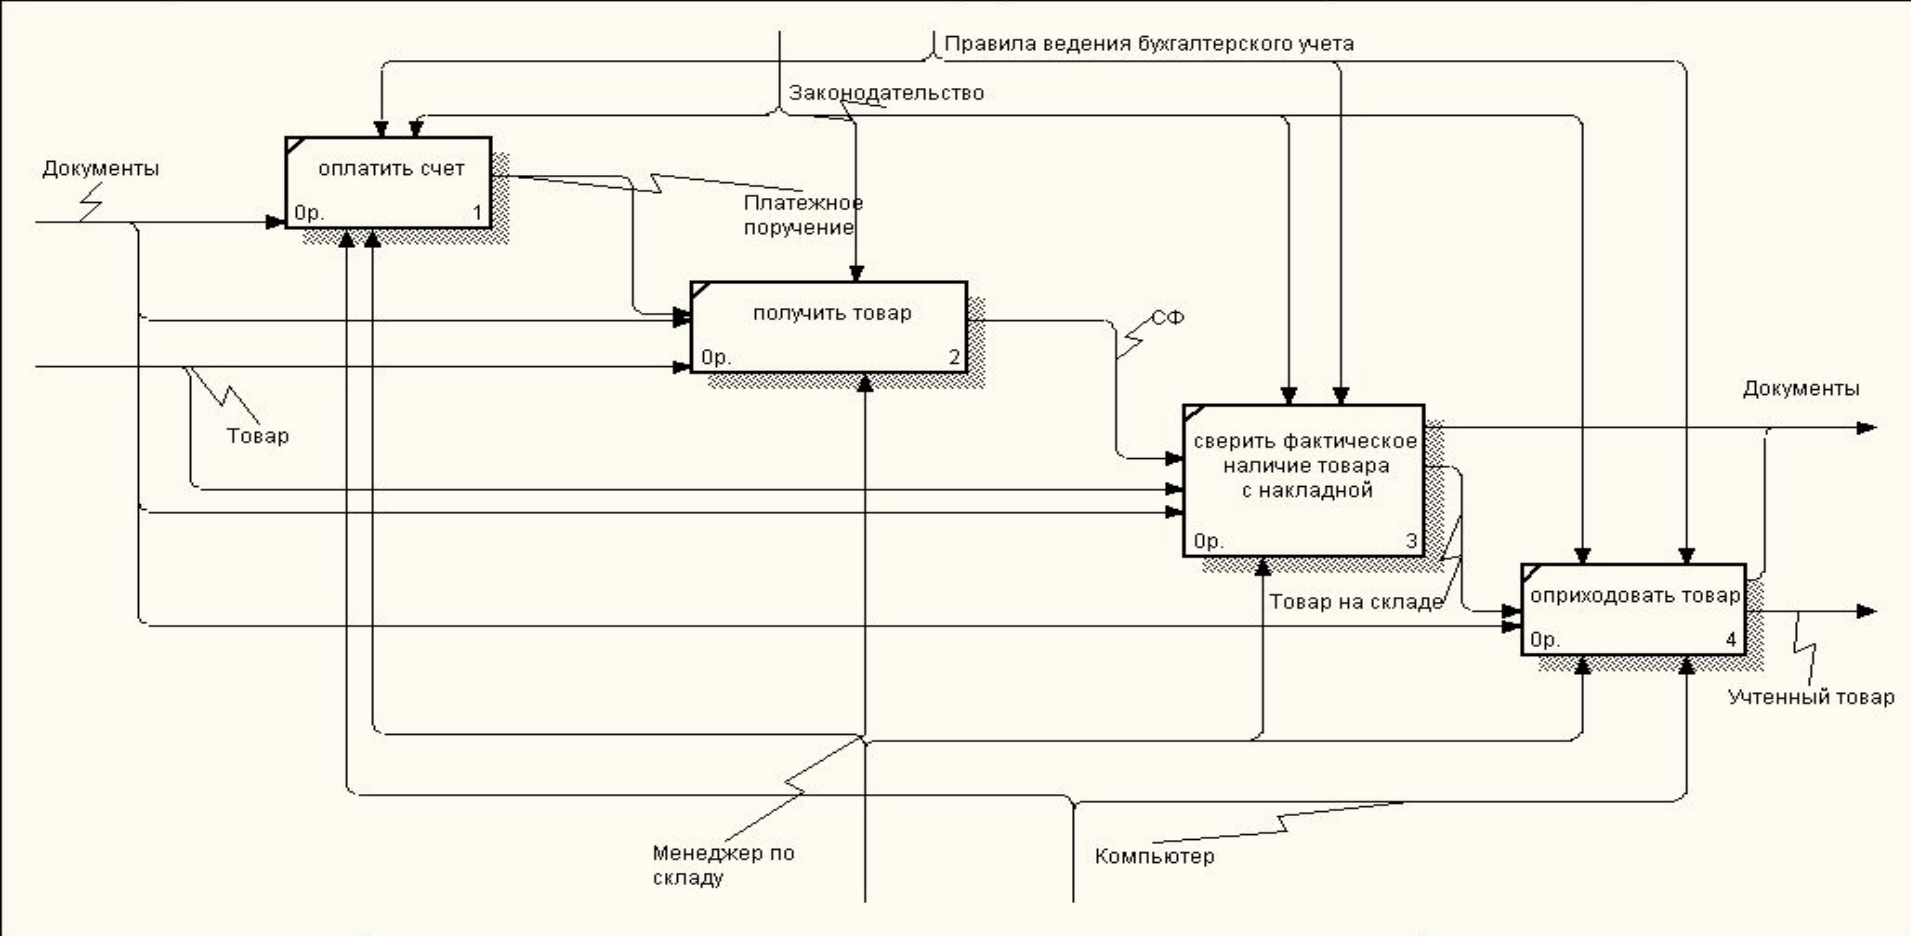 Правила ведения бухгалтерского учета
Законодательство
Документы
оплатить счет
0р.
1
Платежное
поручение
получить товар
0р.
2
СФ
Товар
Документы
сверить фактическое
наличие товара
с накладной
0р.
3
Товар на складе
оприходовать товар
0р.
4
Учтенный товар
Менеджер по
складу
Компьютер